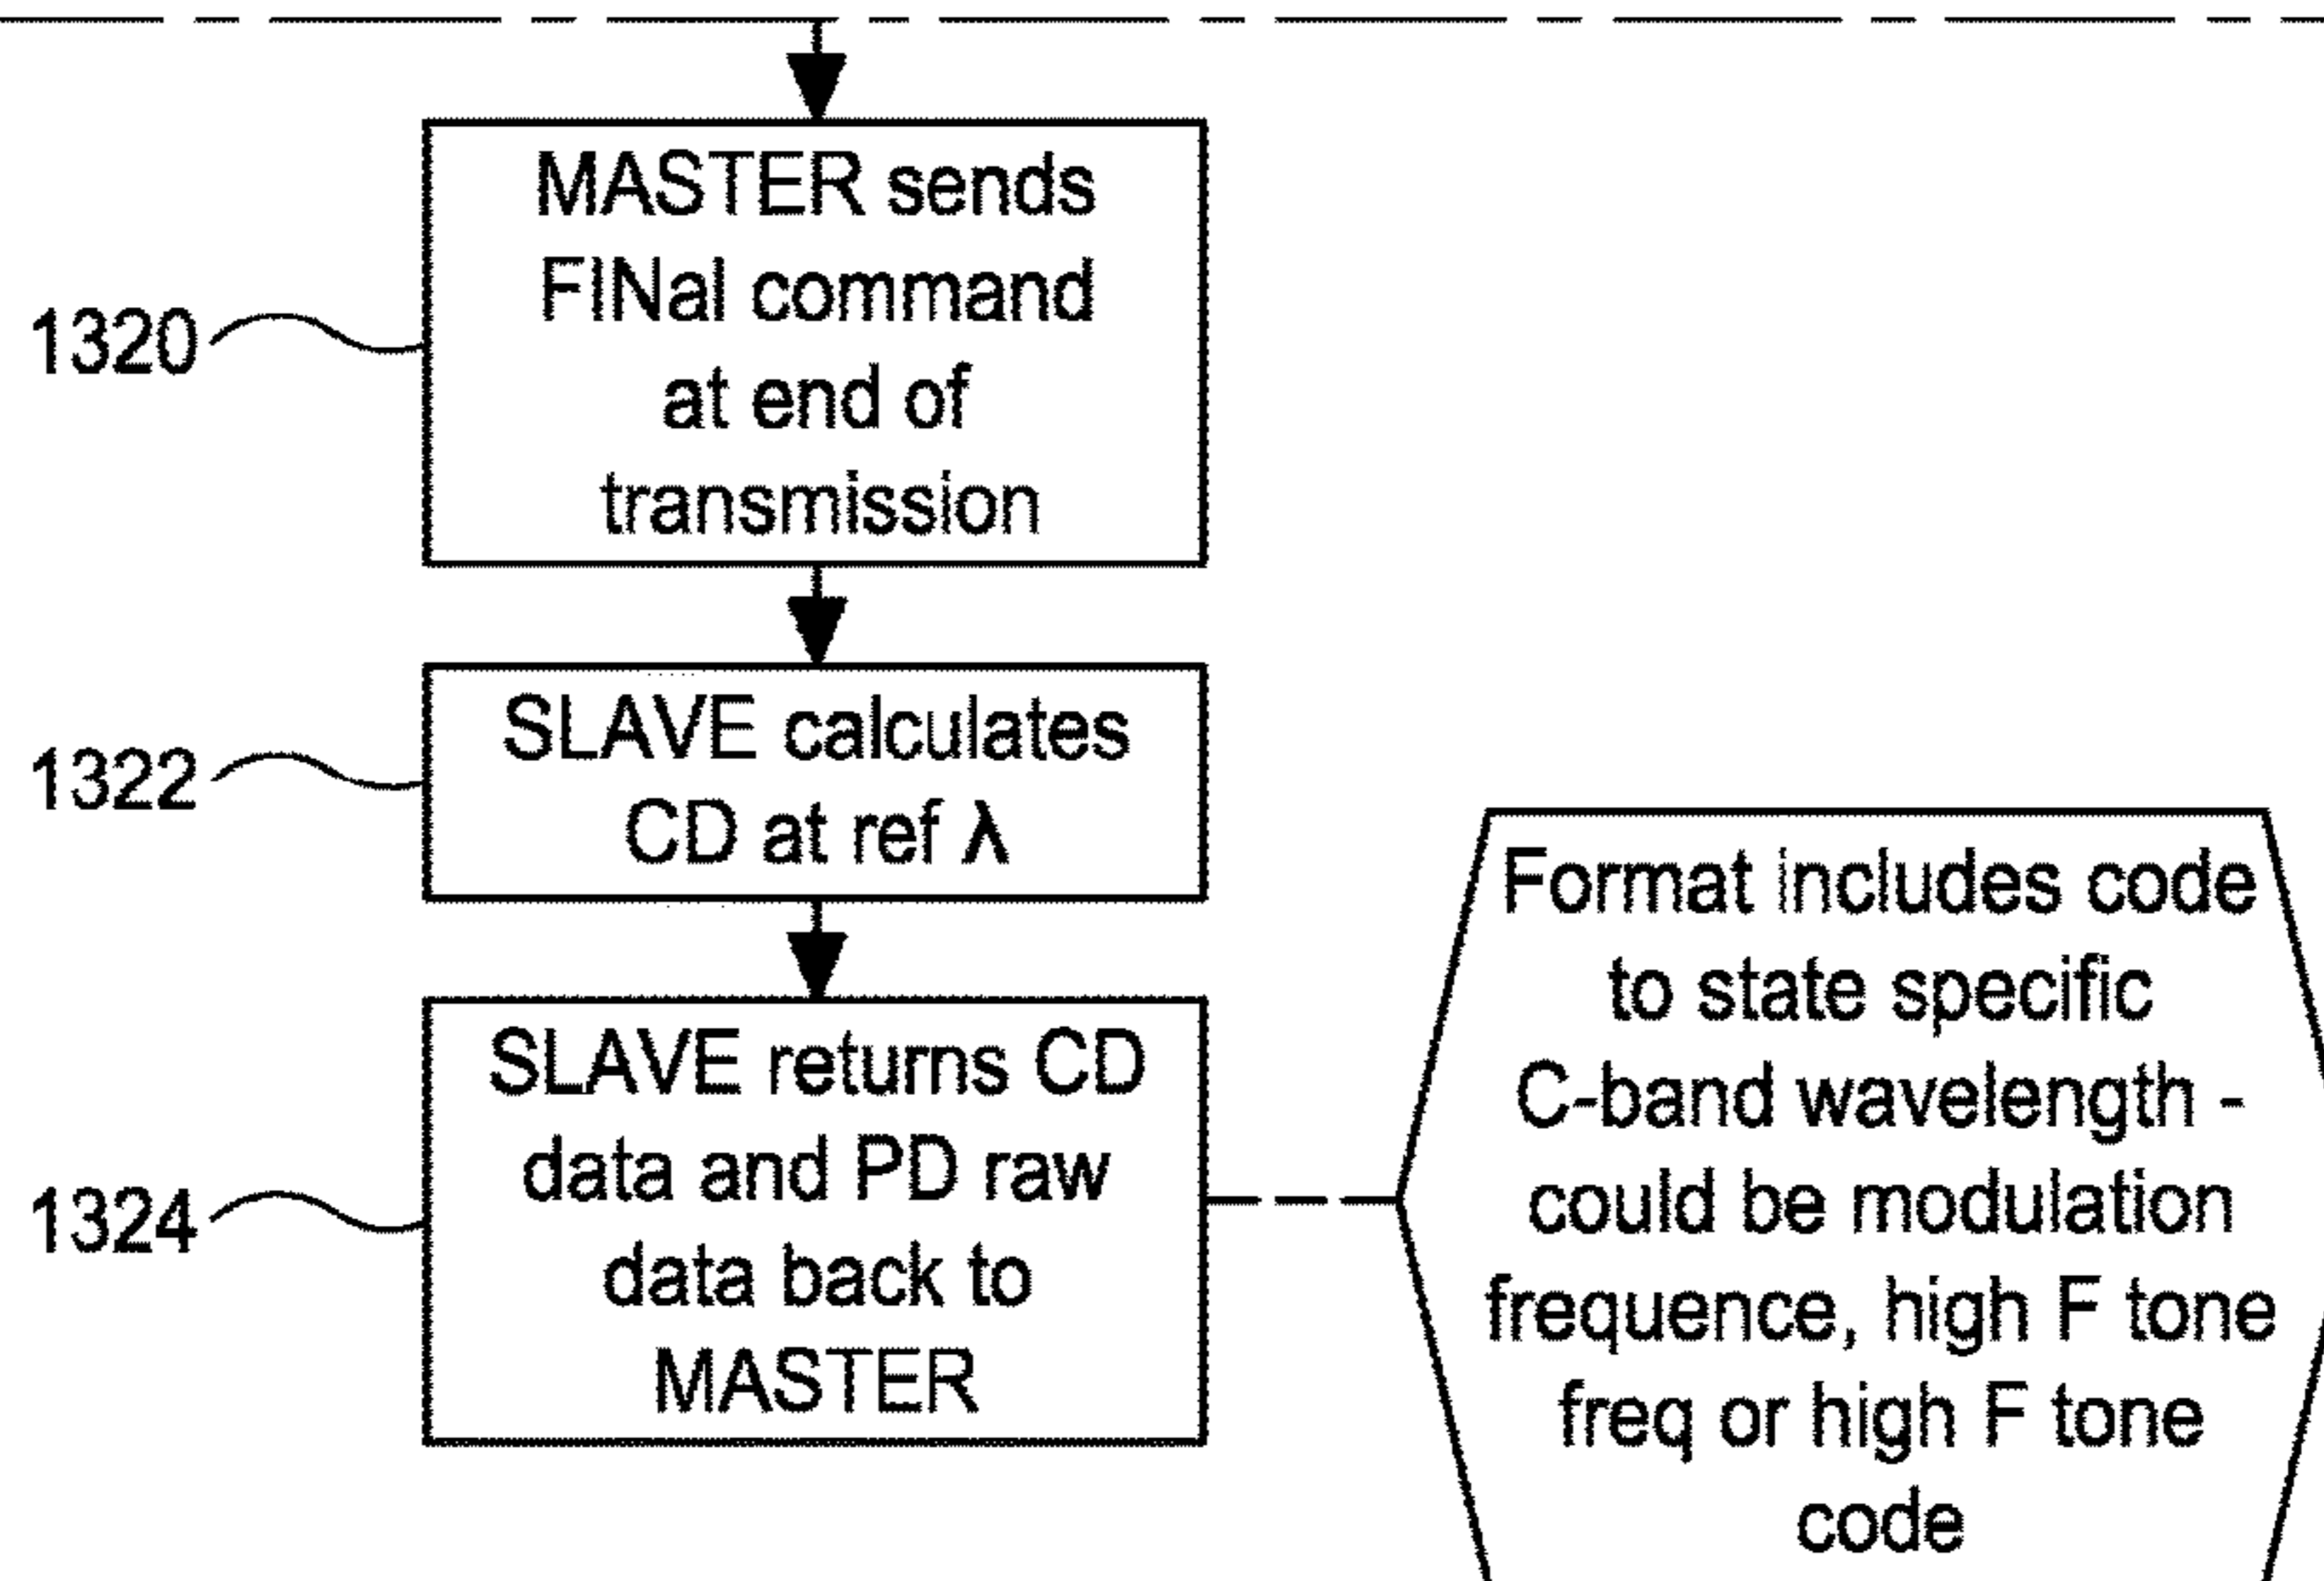 1320
MASTER sends
FINal command
at end of
transmission
1322
SLAVE calculates
CD at ref λ
1324
SLAVE returns CD
data and PD raw
data back to
MASTER
Format includes code
to state specific
C-band wavelength -
could be modulation
frequence, high F tone
freq or high F tone
code